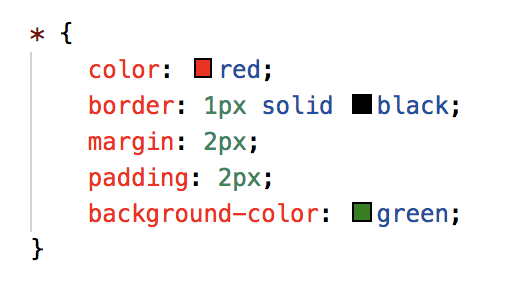 * {
    color: red;
    border: 1px solid black;
    margin: 2px;
    padding: 2px;
    background-color: green;
}